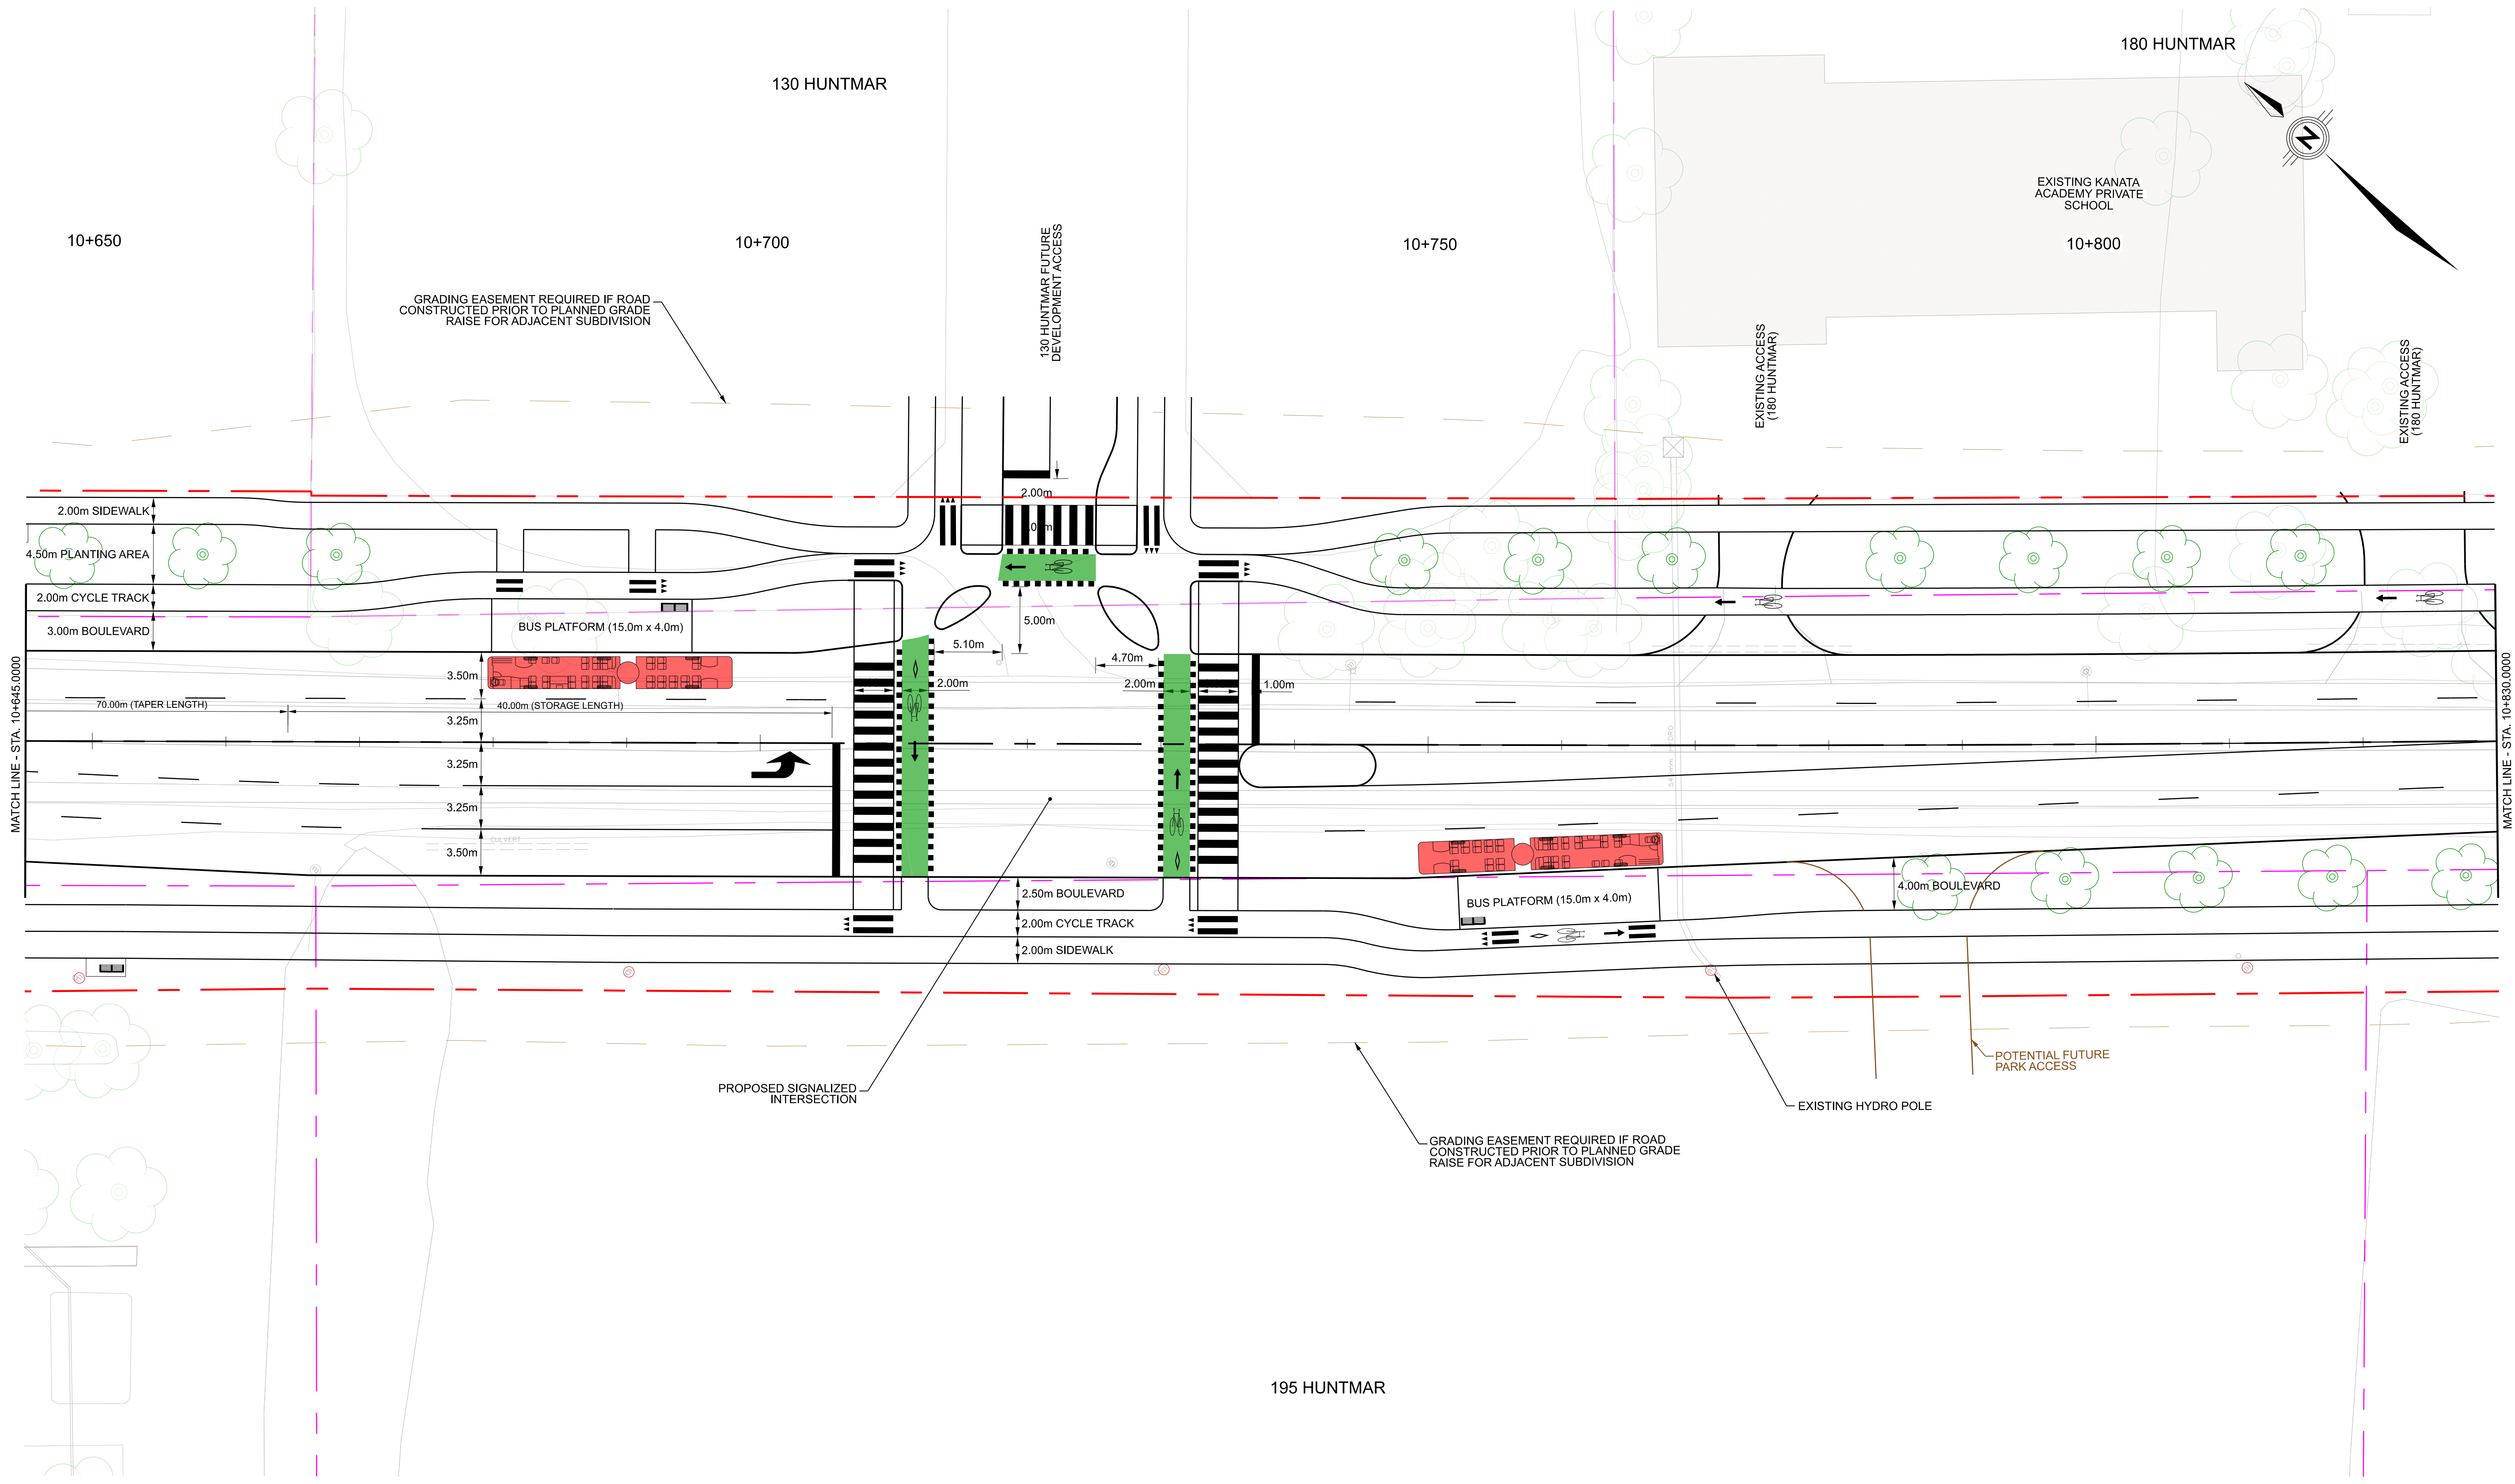 130 HUNTMAR
180 HUNTMAR
N
EXISTING KANATA
ACADEMY PRIVATE
SCHOOL
10+650
10+700
10+750
10+800
130 HUNTMAR FUTURE
DEVELOPMENT ACCESS
GRADING EASEMENT REQUIRED IF ROAD
CONSTRUCTED PRIOR TO PLANNED GRADE
RAISE FOR ADJACENT SUBDIVISION
EXISTING ACCESS
(180 HUNTMAR)
EXISTING ACCESS
(180 HUNTMAR)
2.00m
2.00m SIDEWALK
4.50m PLANTING AREA
2.00m CYCLE TRACK
3.00m BOULEVARD
BUS PLATFORM (15.0m x 4.0m)
5.00m
5.10m
4.70m
3.50m
2.00m
2.00m
1.00m
70.00m (TAPER LENGTH)
40.00m (STORAGE LENGTH)
3.25m
3.25m
3.25m
3.50m
CULVERT
MATCH LINE - STA. 10+645.0000
MATCH LINE - STA. 10+830.0000
2.50m BOULEVARD
2.00m CYCLE TRACK
2.00m SIDEWALK
BUS PLATFORM (15.0m x 4.0m)
4.00m BOULEVARD
POTENTIAL FUTURE
PARK ACCESS
PROPOSED SIGNALIZED
INTERSECTION
EXISTING HYDRO POLE
GRADING EASEMENT REQUIRED IF ROAD
CONSTRUCTED PRIOR TO PLANNED GRADE
RAISE FOR ADJACENT SUBDIVISION
195 HUNTMAR